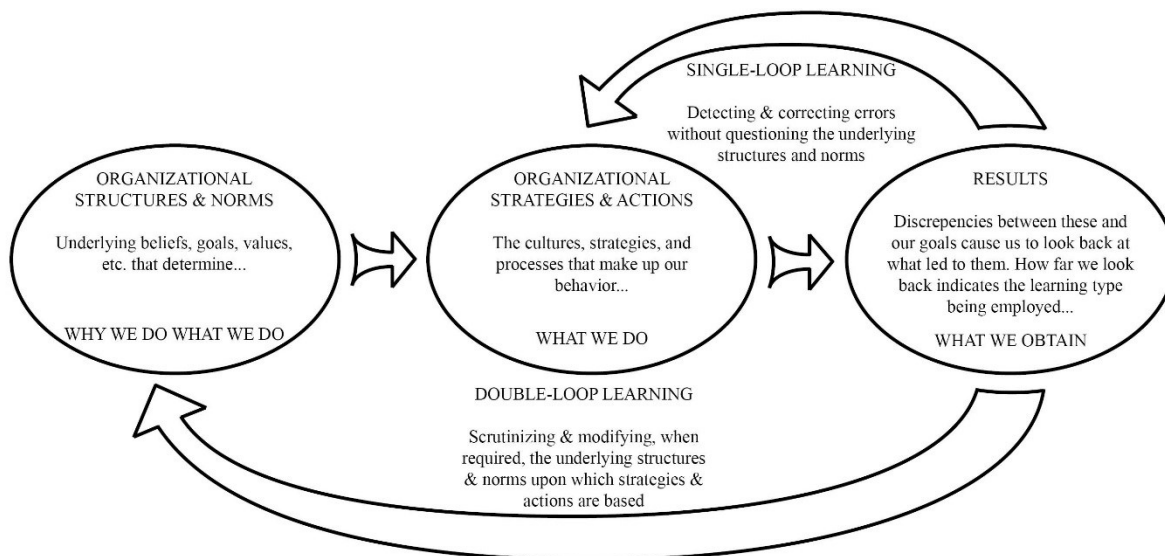 SINGLE-LOOP LEARNING
Detecting & correcting errors
without questioning the underlying
structures and norms
ORGANIZATIONAL
STRUCTURES & NORMS
Underlying beliefs, goals, values,
etc. that determine...
WHY WE DO WHAT WE DO
ORGANIZATIONAL
STRATEGIES & ACTIONS
The cultures, strategies, and
processes that make up our
behavior...
WHAT WE DO
RESULTS
Discrepencies between these and
our goals cause us to look back at
what led to them. How far we look
back indicates the learning type
being employed...
WHAT WE OBTAIN
DOUBLE-LOOP LEARNING
Scrutinizing & modifying, when
required, the underlying structures
& norms upon which strategies &
actions are based